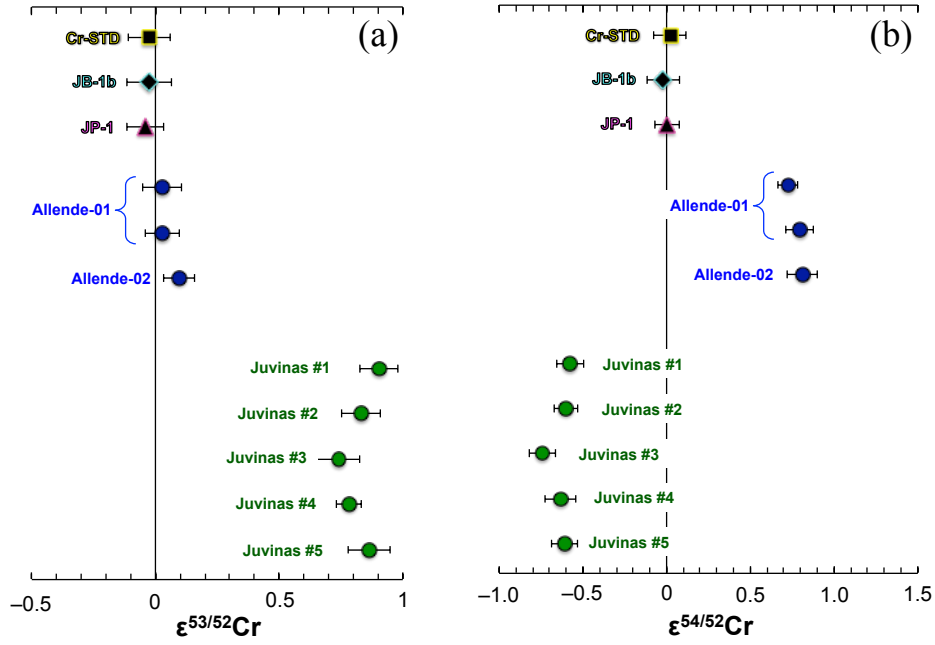 (a)
Cr-STD
JB-1b
JP-1
Allende-01
Allende-02
Juvinas #1
Juvinas #2
Juvinas #3
Juvinas #4
Juvinas #5
–0.5 0 0.5 1
ε53/52Cr
(b)
Cr-STD
JB-1b
JP-1
Allende-01
Allende-02
Juvinas #1
Juvinas #2
Juvinas #3
Juvinas #4
Juvinas #5
–1.0 –0.5 0 0.5 1.0 1.5
ε54/52Cr